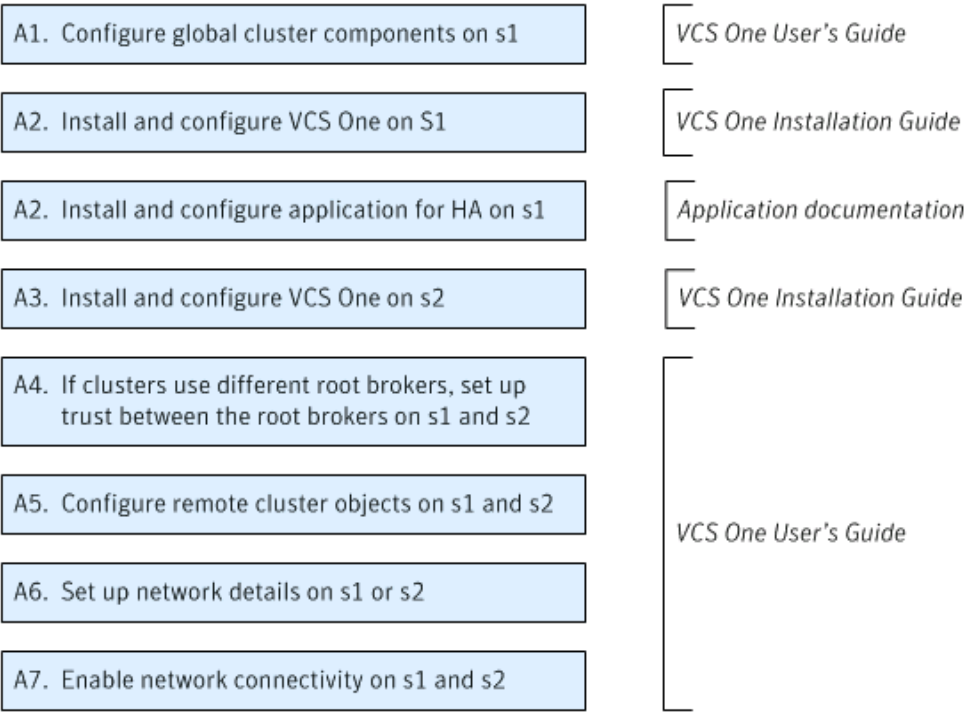 A1. Configure global cluster components on s1
VCS One User's Guide
A2. Install and configure VCS One on S1
VCS One Installation Guide
A2. Install and configure application for HA on s1
Application documentation
A3. Install and configure VCS One on s2
VCS One Installation Guide
A4. If clusters use different root brokers, set up
trust between the root brokers on s1 and s2
A5. Configure remote cluster objects on s1 and s2
VCS One User's Guide
A6. Set up network details on s1 or s2
A7. Enable network connectivity on s1 and s2